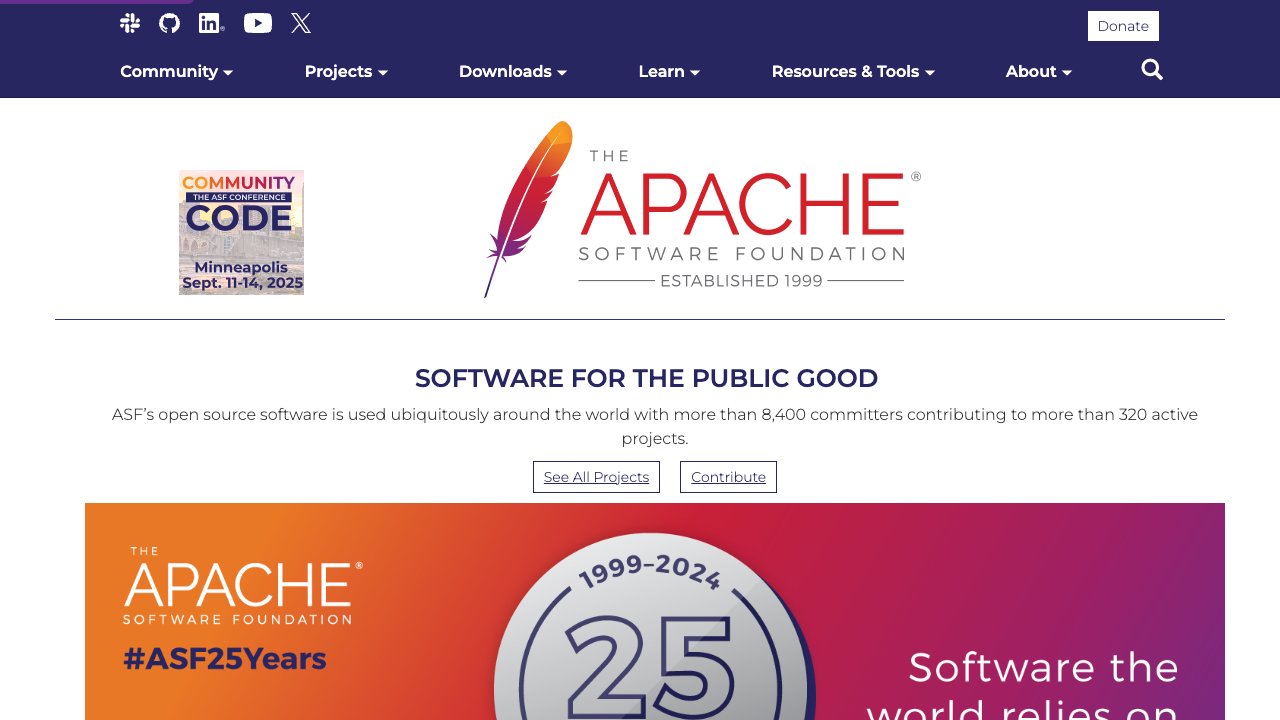 Donate
Community
Projects
Downloads
Learn
Resources & Tools
About
COMMUNITY
THE ASF CONFERENCE
CODE
Minneapolis
Sept. 11-14, 2025
THE
APACHE®
SOFTWARE FOUNDATION
ESTABLISHED 1999
SOFTWARE FOR THE PUBLIC GOOD
ASF’s open source software is used ubiquitously around the world with more than 8,400 committers contributing to more than 320 active
projects.
See All Projects
Contribute
THE
APACHE®
SOFTWARE FOUNDATION
#ASF25Years
1999–2024
25
Software the
world relies on